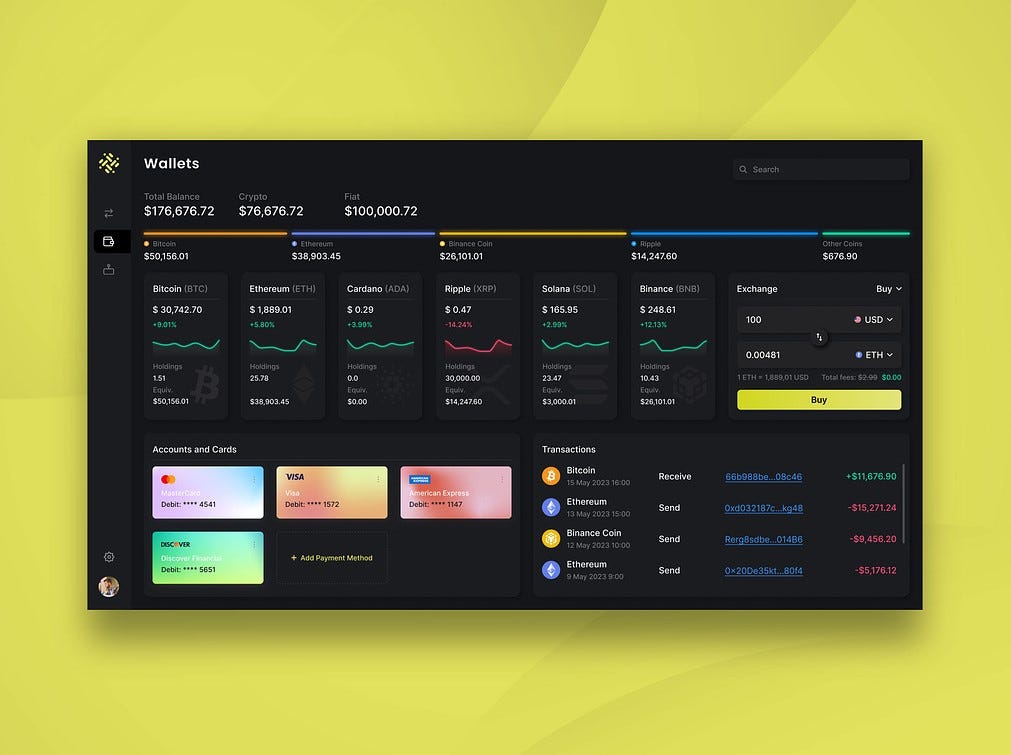 Wallets
Search
Total Balance
Crypto
Fiat
$176,676.72
$76,676.72
$100,000.72
Bitcoin
Ethereum
Binance Coin
Ripple
Other Coins
$50,156.01
$38,903.45
$26,101.01
$14,247.60
$676.90
Bitcoin (BTC)
$ 30,742.70
+9.01%
Holdings
1.51
Equiv.
$50,156.01
Ethereum (ETH)
$ 1,889.01
+5.80%
Holdings
25.78
Equiv.
$38,903.45
Cardano (ADA)
$ 0.29
+3.99%
Holdings
0.0
Equiv.
$0.00
Ripple (XRP)
$ 0.47
-14.24%
Holdings
30,000.00
Equiv.
$14,247.60
Solana (SOL)
$ 165.95
+2.99%
Holdings
23.47
Equiv.
$3,000.01
Binance (BNB)
$ 248.61
+12.13%
Holdings
10.43
Equiv.
$26,101.01
Exchange
Buy
100
USD
0.00481
ETH
1 ETH = 1,889,01 USD
Total fees: $2.99 $0.00
Buy
Accounts and Cards
MasterCard
Debit: **** 4541
VISA
Visa
Debit: **** 1572
AMERICAN EXPRESS
American Express
Debit: **** 1147
DISCOVER
Discover Financial
Debit: **** 5651
+ Add Payment Method
Transactions
Bitcoin
15 May 2023 16:00
Receive
66b988be...08c46
+$11,676.90
Ethereum
13 May 2023 15:00
Send
0xd032187c...kg48
-$15,271.24
Binance Coin
12 May 2023 10:00
Send
Rerg8sdbe...014B6
-$9,456.20
Ethereum
9 May 2023 9:00
Send
0x20De35kt...80f4
-$5,176.12